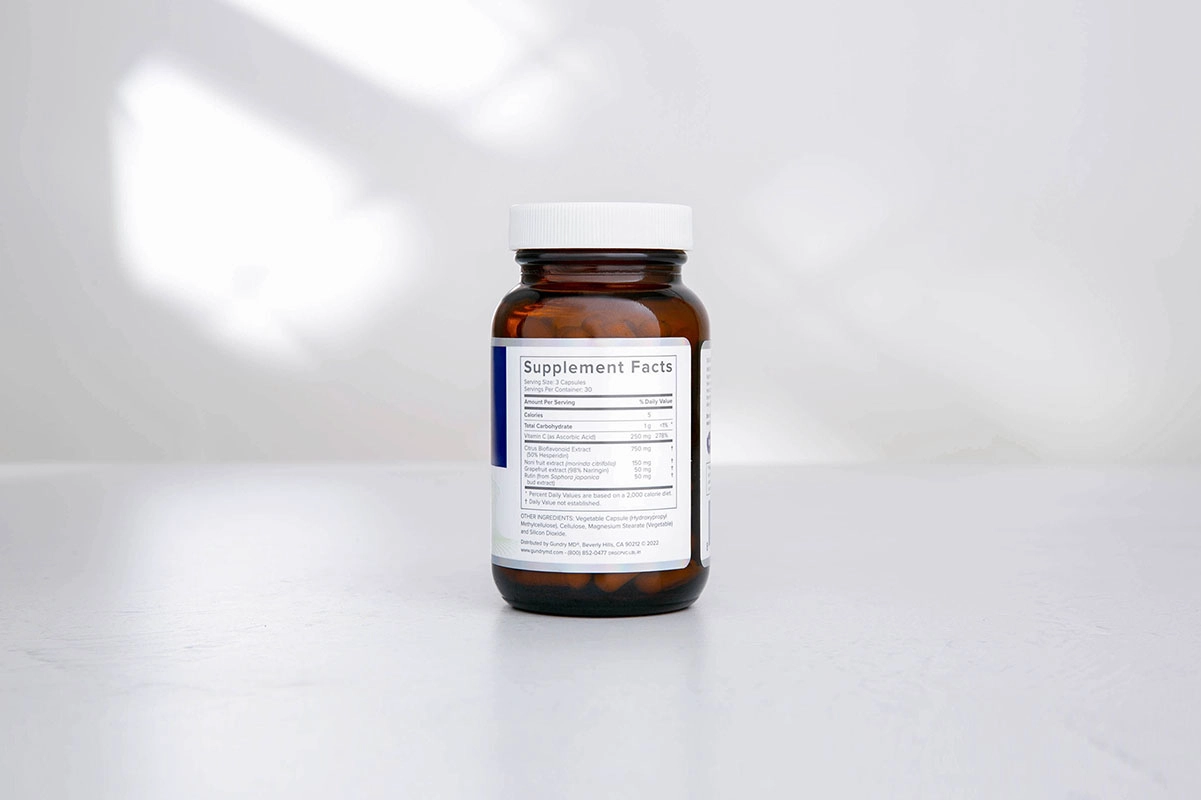 Supplement Facts
Serving Size: 3 Capsules
Servings Per Container: 30
Amount Per Serving % Daily Value
Calories 5
Total Carbohydrate 1 g <1% *
Vitamin C (as Ascorbic Acid) 250 mg 278%
Citrus Bioflavonoid Extract 750 mg †
(50% Hesperidin)
Noni fruit extract (morinda citrifolia) 150 mg †
Grapefruit extract (98% Naringin) 50 mg †
Rutin (from Sophora japonica 50 mg †
bud extract)
* Percent Daily Values are based on a 2,000 calorie diet.
† Daily Value not established.
OTHER INGREDIENTS: Vegetable Capsule (Hydroxypropyl
Methylcellulose), Cellulose, Magnesium Stearate (Vegetable)
and Silicon Dioxide.
Distributed by Gundry MD®, Beverly Hills, CA 90212 © 2022
www.gundrymd.com - (800) 852-0477